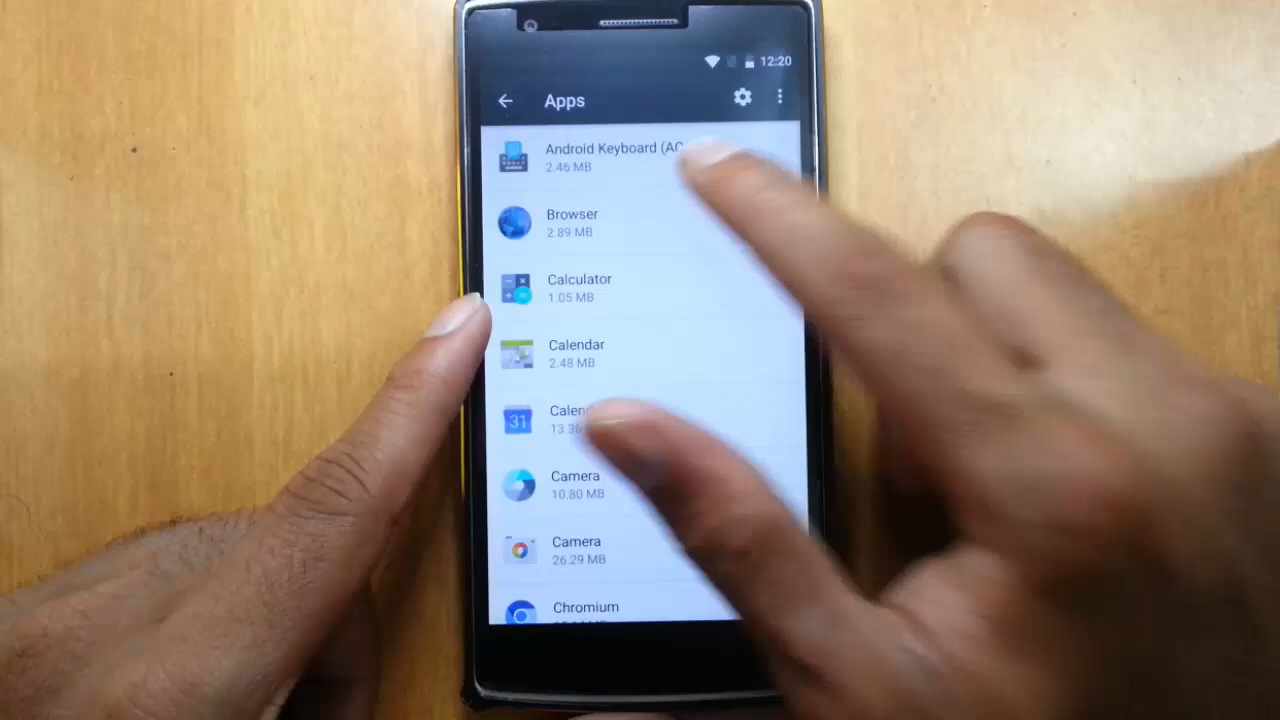 12:20
Apps
Android Keyboard
2.46 MB
Browser
2.89 MB
Calculator
1.05 MB
Calendar
2.48 MB
31
Camera
10.80 MB
Camera
26.29 MB
Chromium